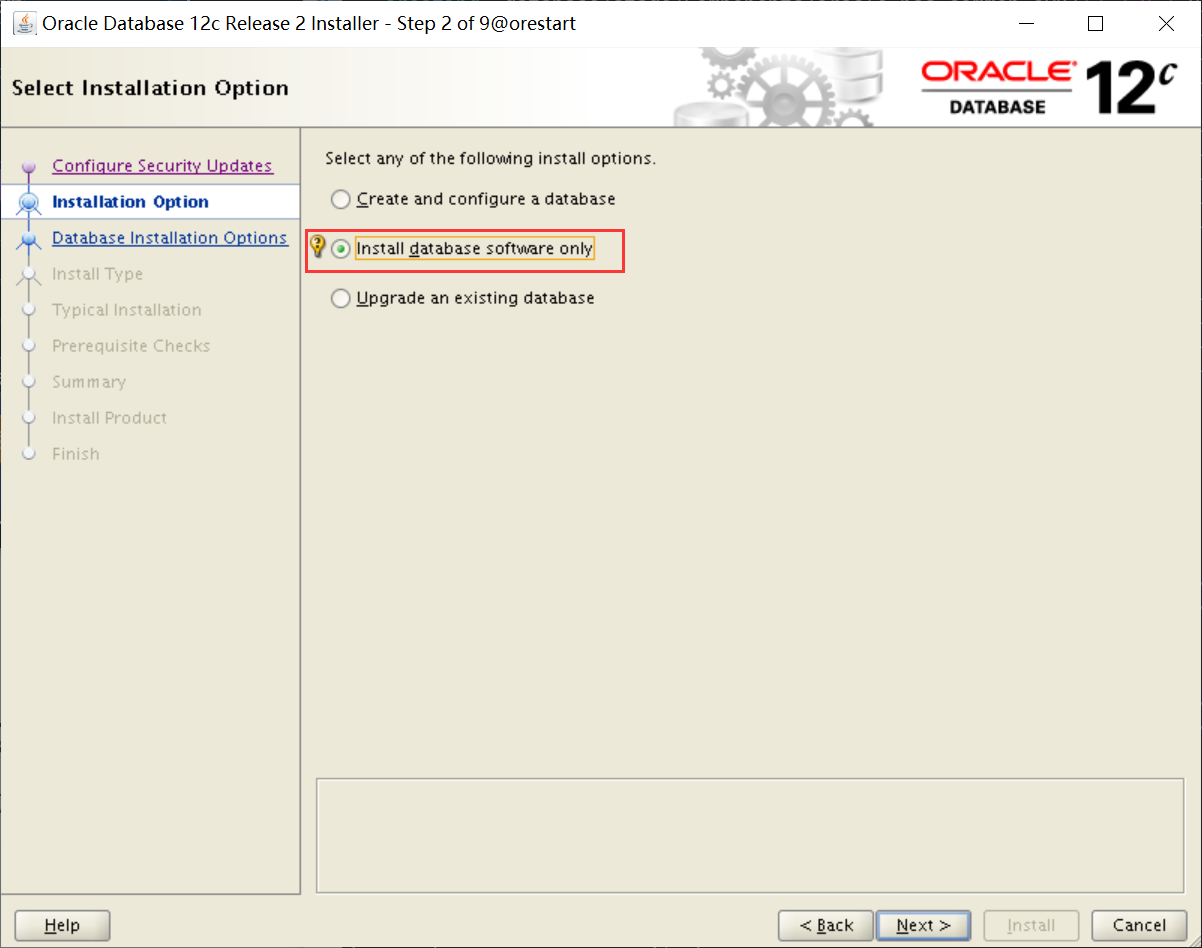 Oracle Database 12c Release 2 Installer - Step 2 of 9@orestart
Select Installation Option
ORACLE®
DATABASE
12c
Configure Security Updates
Installation Option
Database Installation Options
Install Type
Typical Installation
Prerequisite Checks
Summary
Install Product
Finish
Select any of the following install options.
Create and configure a database
Install database software only
Upgrade an existing database
Help
< Back
Next >
Install
Cancel